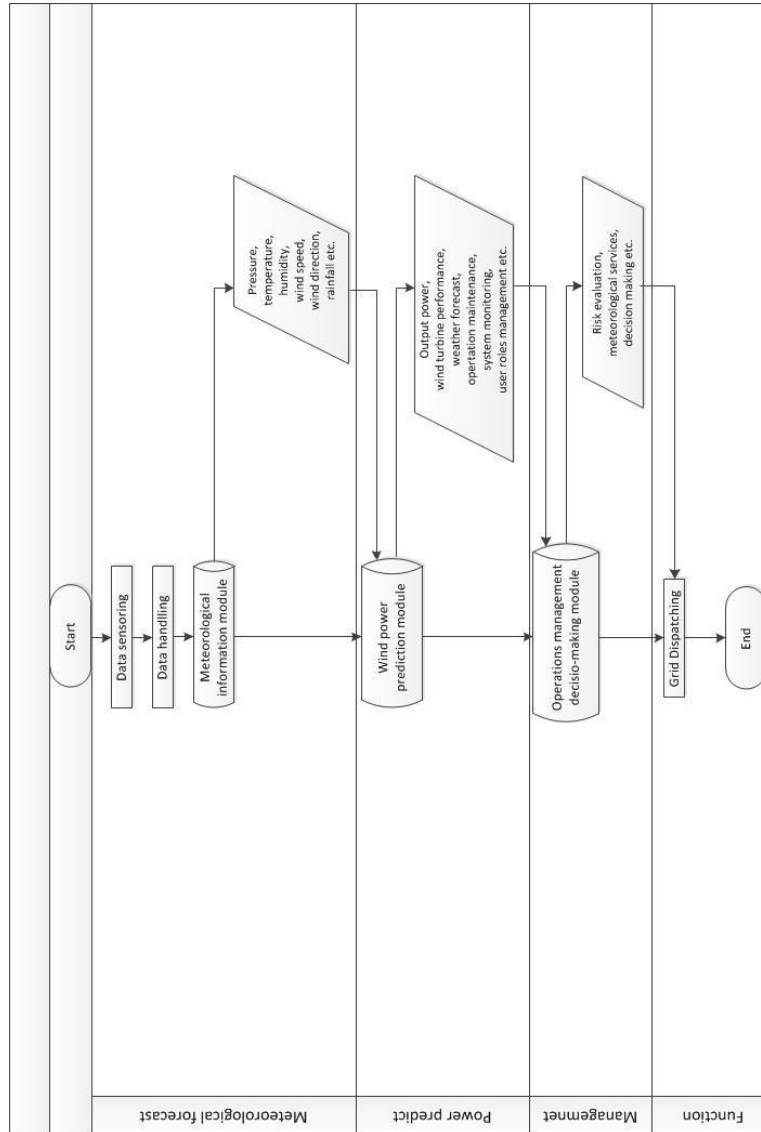 Start
Meteorological forecast
Data sensoring
Data handlling
Meteorological
information module
Pressure,
temperature,
humidity,
wind speed,
wind direction,
rainfall etc.
Power predict
Wind power
prediction module
Output power,
wind turbine performance,
weather forecast,
opertation maintenance,
system monitoring,
user roles management etc.
Managemnet
Operations management
decisio-making module
Risk evaluation,
meteorological services,
decision making etc.
Function
Grid Dispatching
End